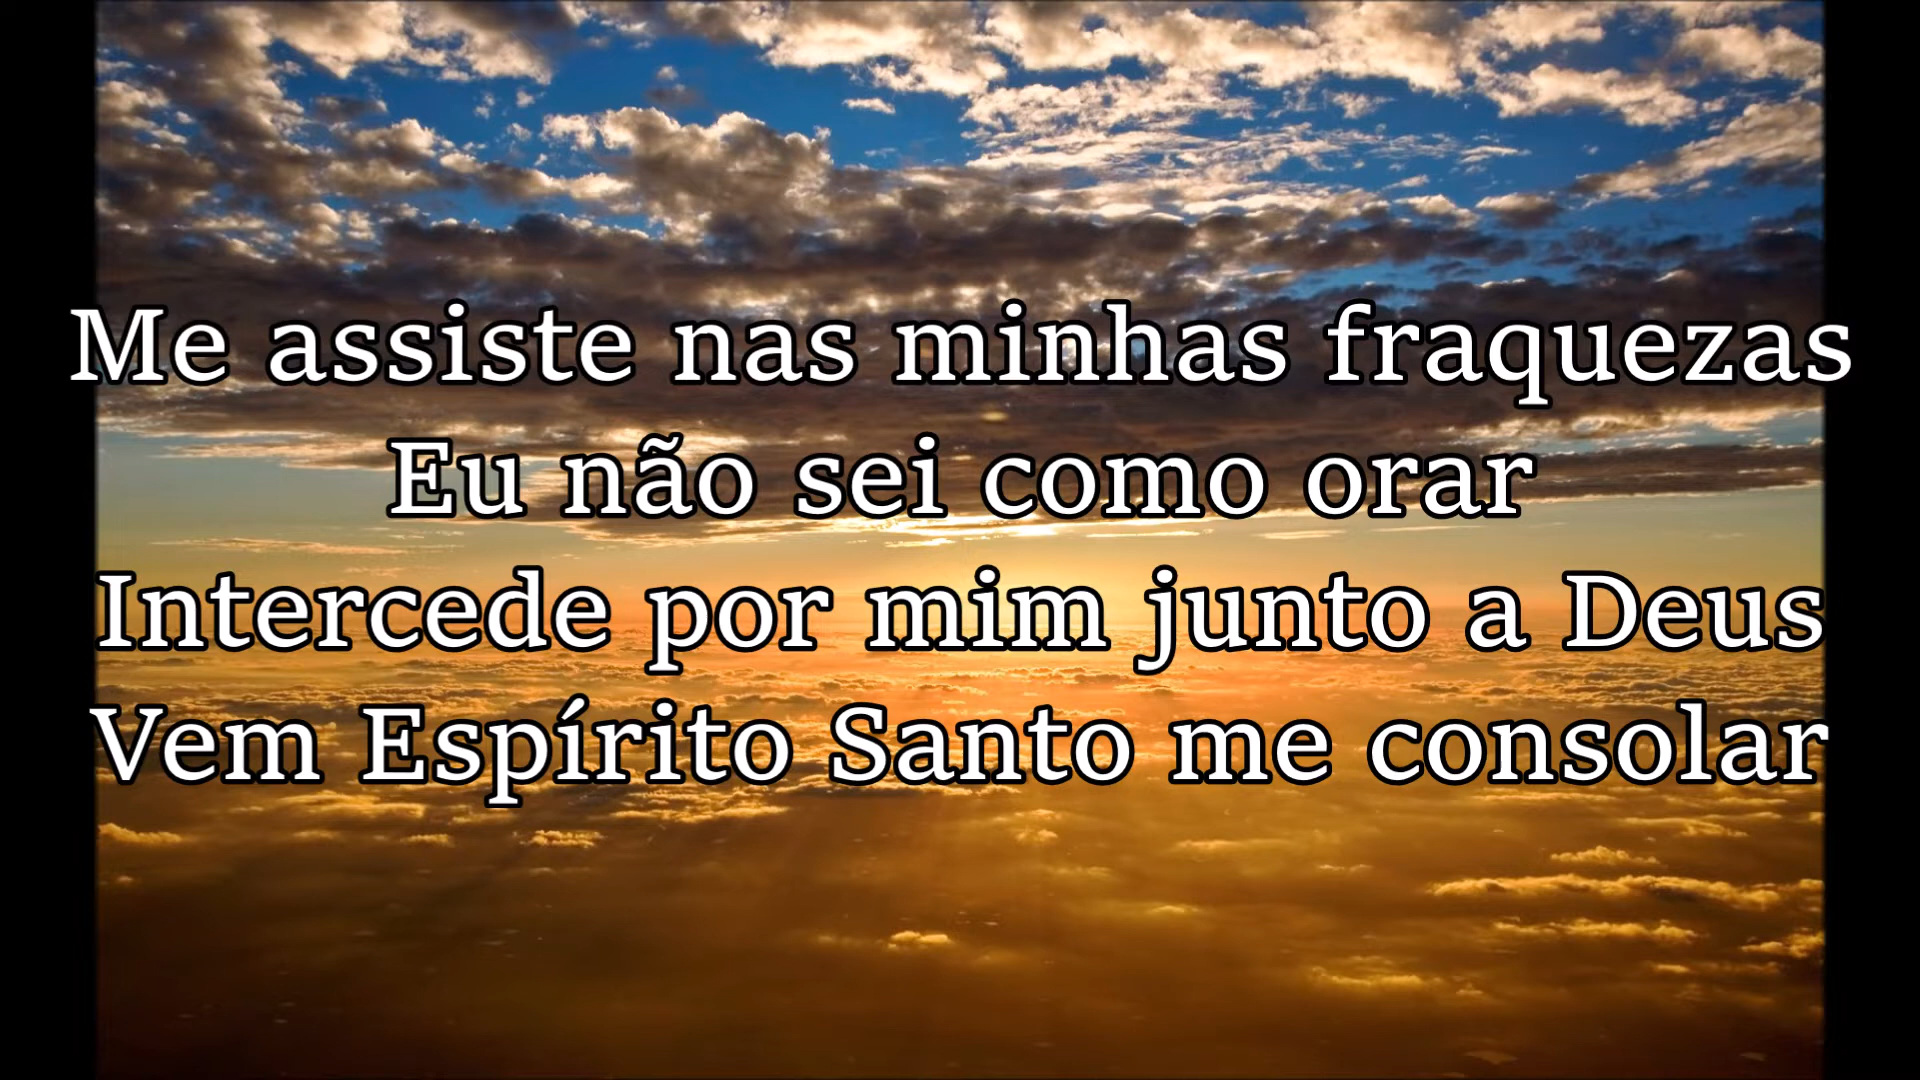 Me assiste nas minhas fraquezas
Eu não sei como orar
Intercede por mim junto a Deus
Vem Espírito Santo me consolar